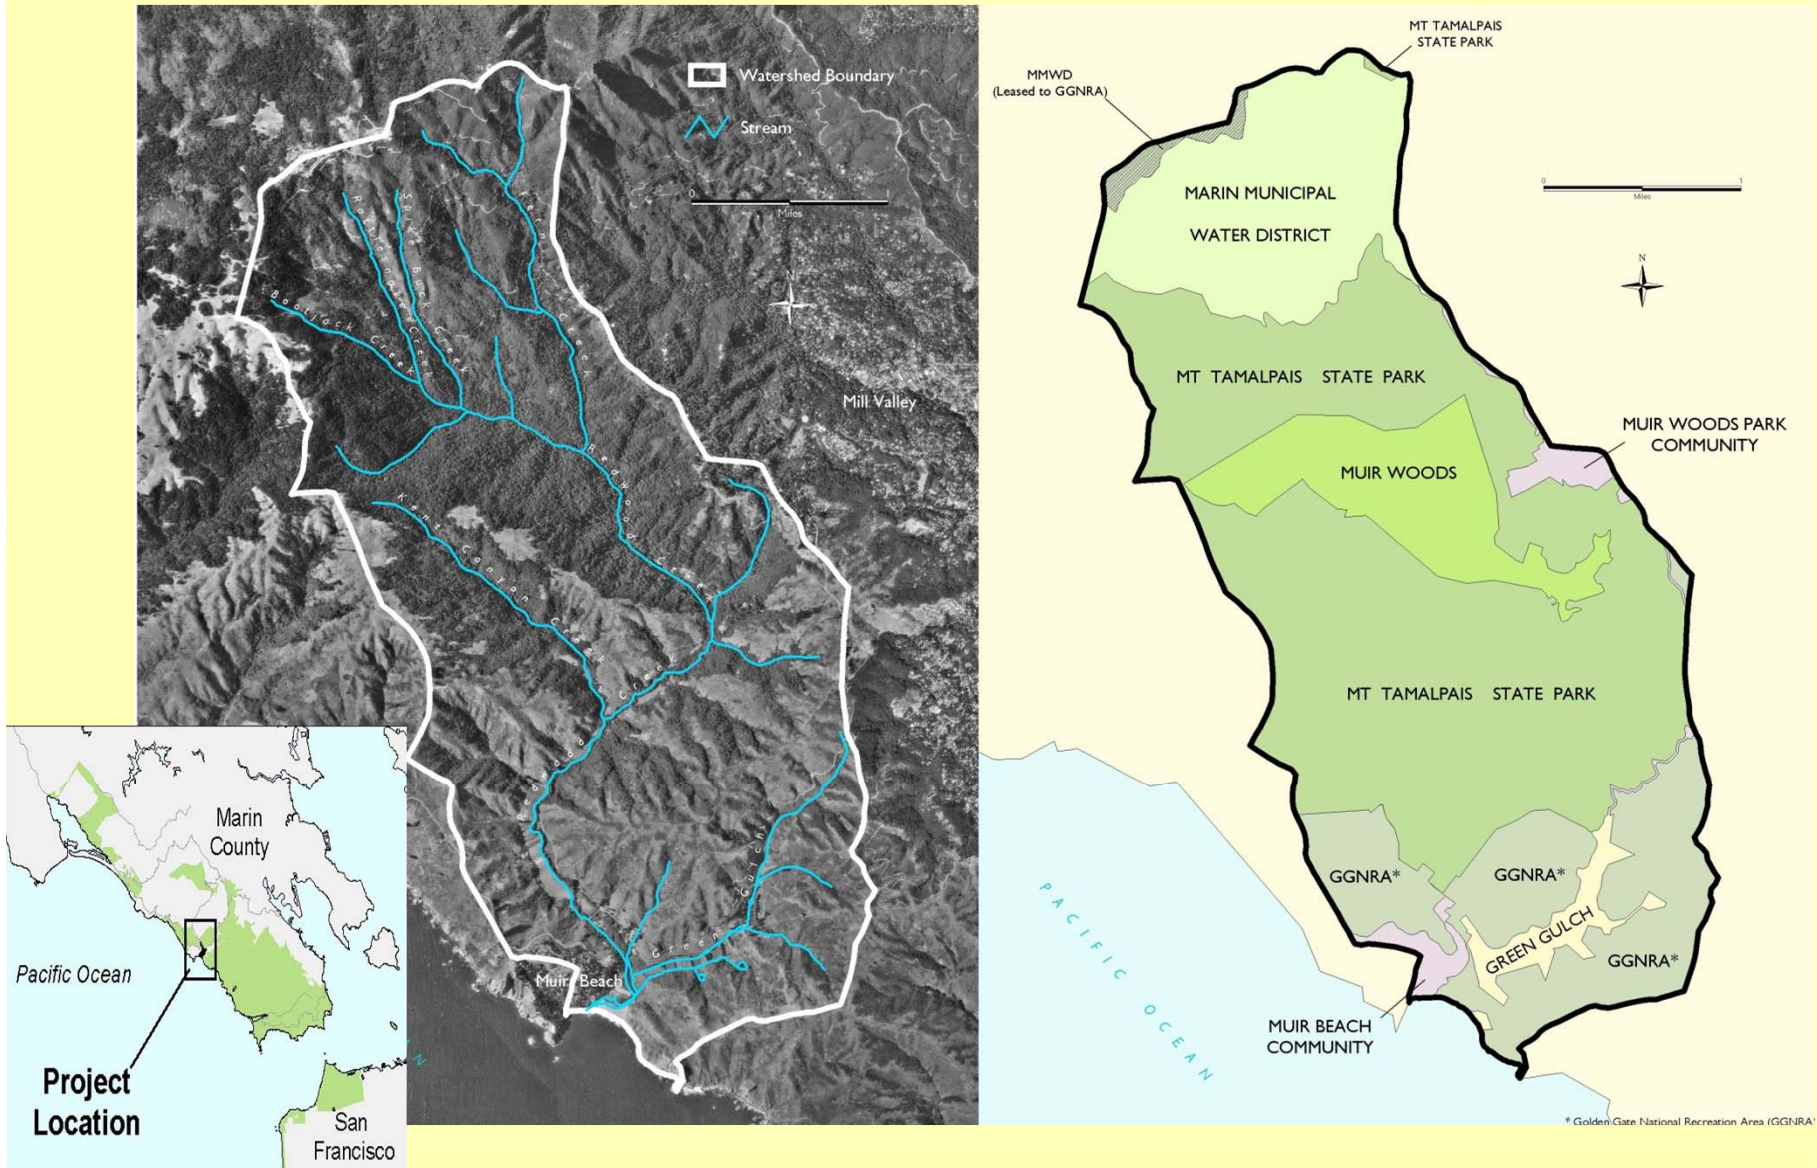 Watershed Boundary
Stream
0 1
Miles
N
Fern Creek
Spike Buck Creek
Rattlesnake Creek
Bootjack Creek
Mill Valley
Redwood Creek
Kent Canyon Creek
Redwood Creek
Green Gulch
Muir Beach
Marin
County
Pacific Ocean
Project
Location
San
Francisco
MT TAMALPAIS
STATE PARK
MMWD
(Leased to GGNRA)
MARIN MUNICIPAL
WATER DISTRICT
0 1
Miles
N
MT TAMALPAIS STATE PARK
MUIR WOODS PARK
COMMUNITY
MUIR WOODS
MT TAMALPAIS STATE PARK
GGNRA*
GGNRA*
GREEN GULCH
GGNRA*
PACIFIC OCEAN
MUIR BEACH
COMMUNITY
* Golden Gate National Recreation Area (GGNRA)